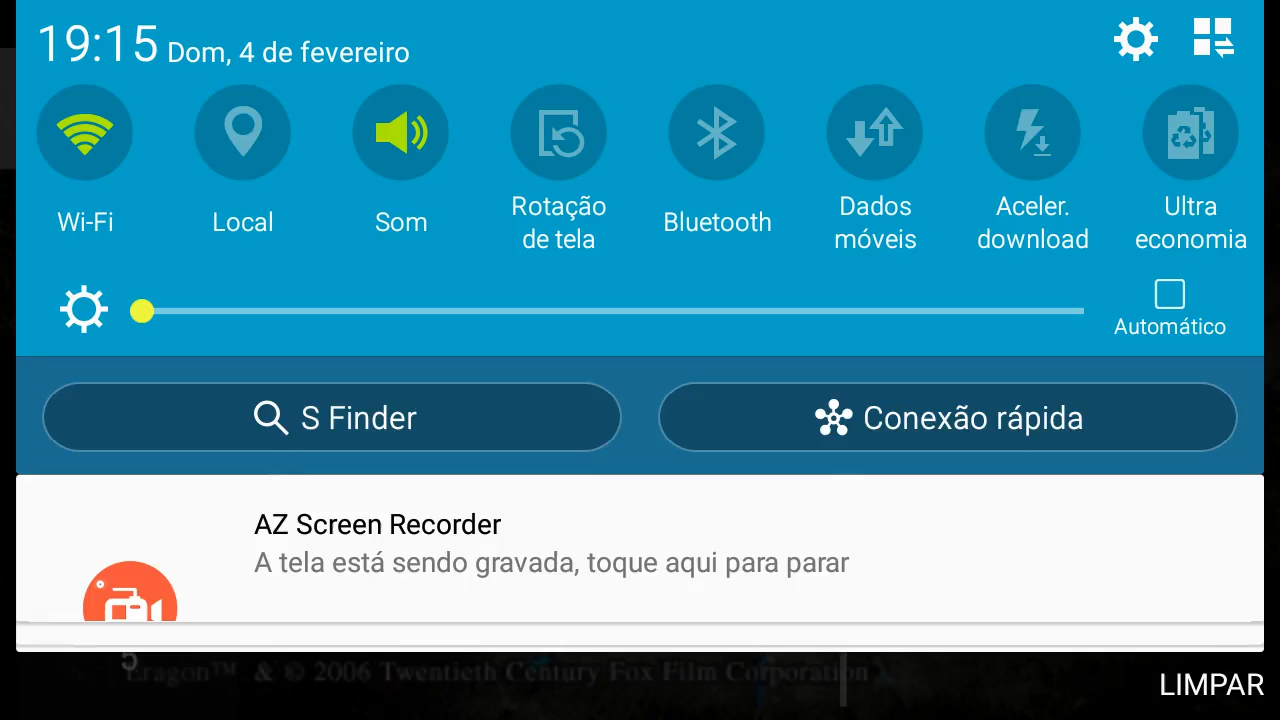 19:15 Dom, 4 de fevereiro
Wi-Fi
Local
Som
Rotação
de tela
Bluetooth
Dados
móveis
Aceler.
download
Ultra
economia
Automático
S Finder
Conexão rápida
AZ Screen Recorder
A tela está sendo gravada, toque aqui para parar
5
Eragon™ & © 2006 Twentieth Century Fox Film Corporation
LIMPAR